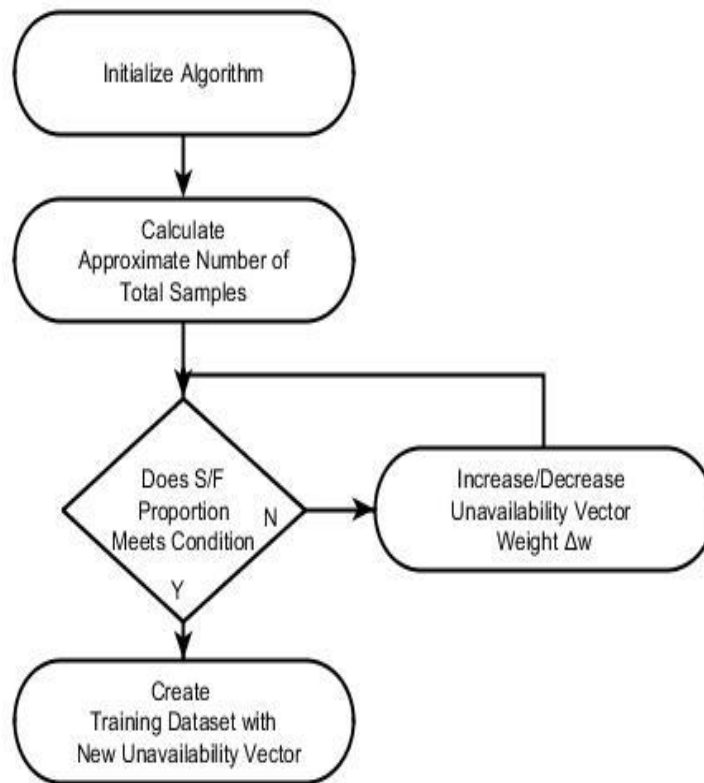 Initialize Algorithm
Calculate
Approximate Number of
Total Samples
Does S/F
Proportion
Meets Condition
N
Y
Increase/Decrease
Unavailability Vector
Weight Δw
Create
Training Dataset with
New Unavailability Vector